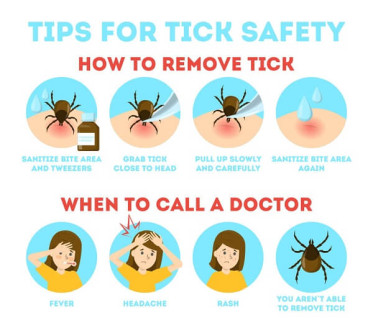 TIPS FOR TICK SAFETY
HOW TO REMOVE TICK
SANITIZE BITE AREA
AND TWEEZERS
GRAB TICK
CLOSE TO HEAD
PULL UP SLOWLY
AND CAREFULLY
SANITIZE BITE AREA
AGAIN
WHEN TO CALL A DOCTOR
FEVER
HEADACHE
RASH
YOU AREN'T ABLE
TO REMOVE TICK